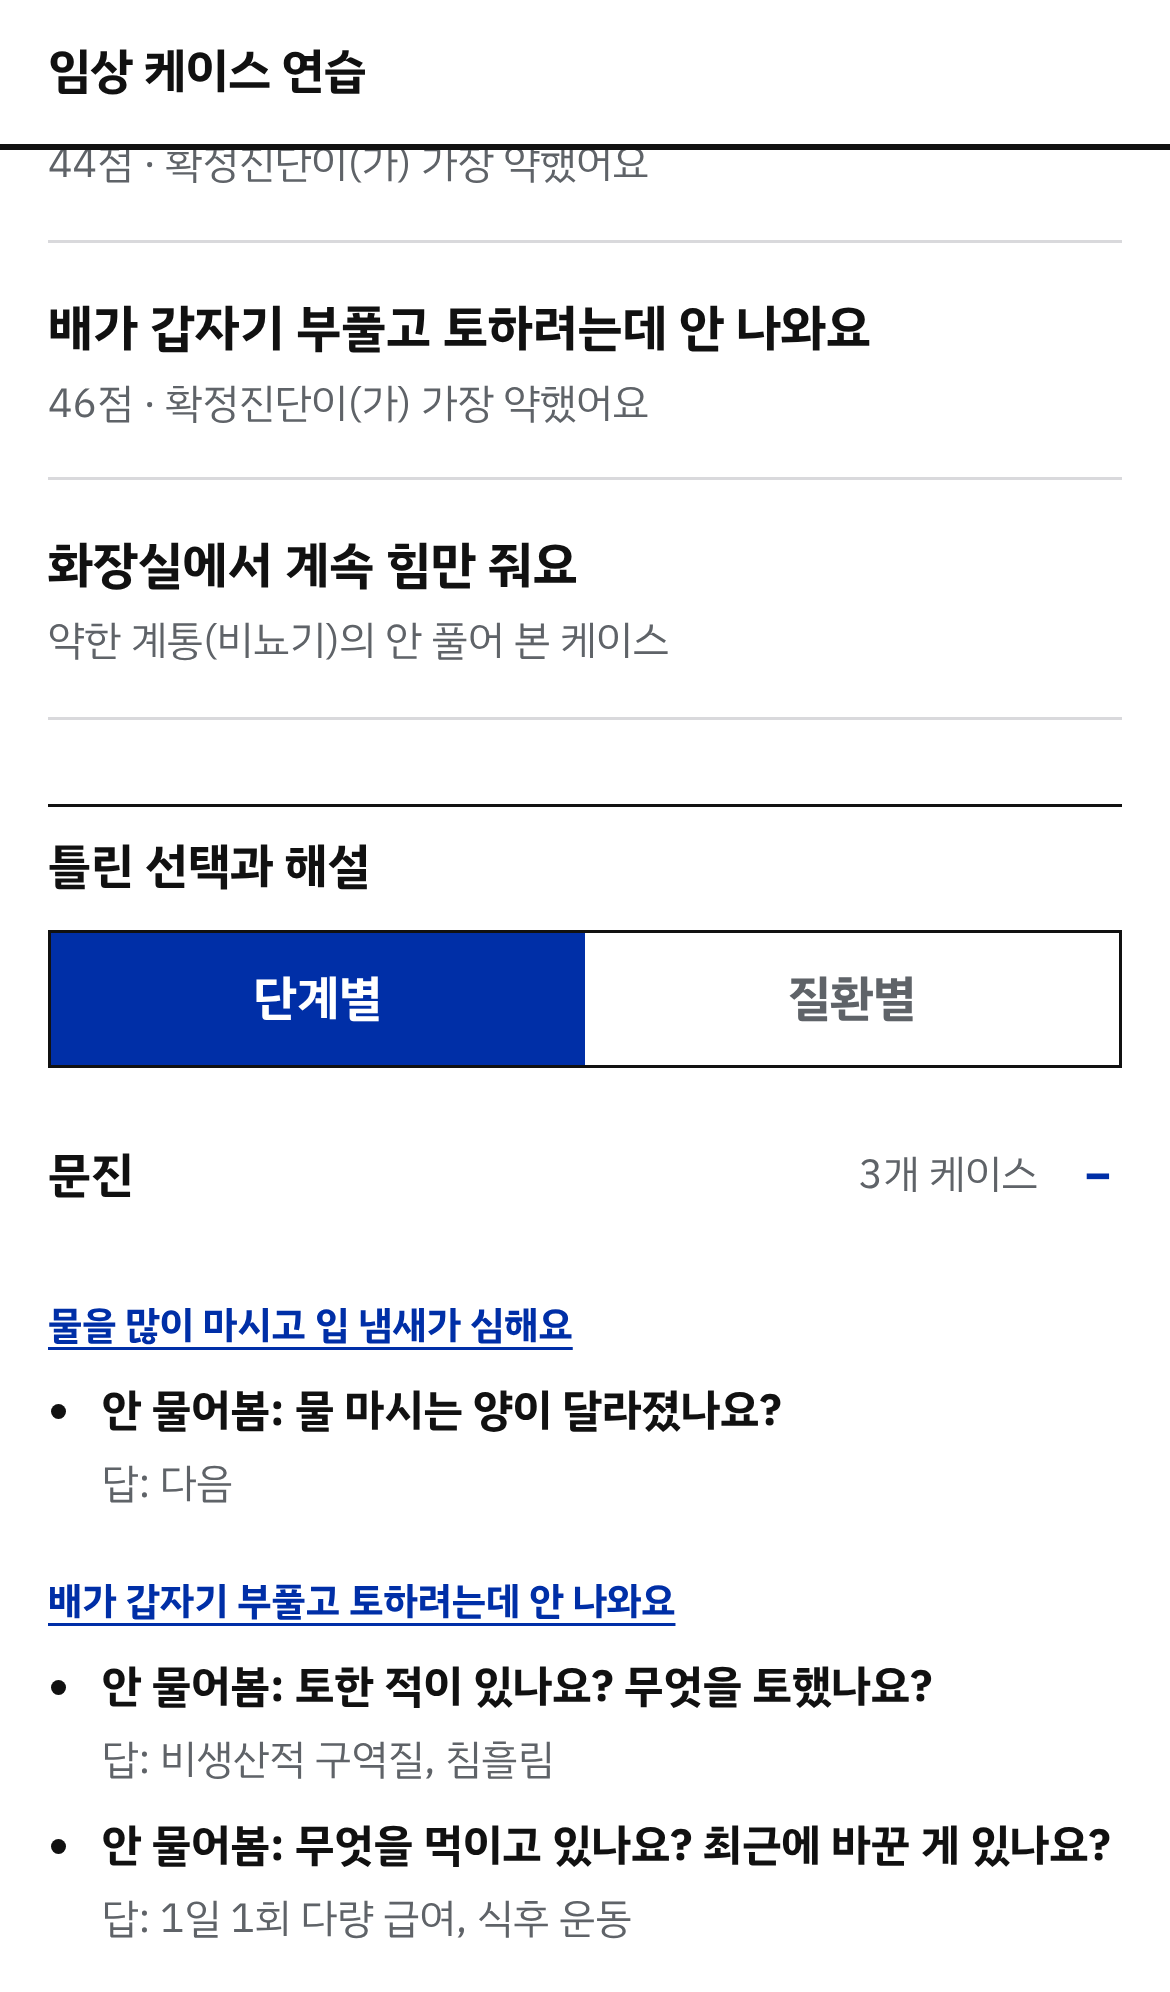 임상 케이스 연습
44점 · 확정진단이(가) 가장 약했어요
배가 갑자기 부풀고 토하려는데 안 나와요
46점 · 확정진단이(가) 가장 약했어요
화장실에서 계속 힘만 줘요
약한 계통(비뇨기)의 안 풀어 본 케이스
틀린 선택과 해설
단계별
질환별
문진
3개 케이스 −
물을 많이 마시고 입 냄새가 심해요
• 안 물어봄: 물 마시는 양이 달라졌나요?
답: 다음
배가 갑자기 부풀고 토하려는데 안 나와요
• 안 물어봄: 토한 적이 있나요? 무엇을 토했나요?
답: 비생산적 구역질, 침흘림
• 안 물어봄: 무엇을 먹이고 있나요? 최근에 바꾼 게 있나요?
답: 1일 1회 다량 급여, 식후 운동